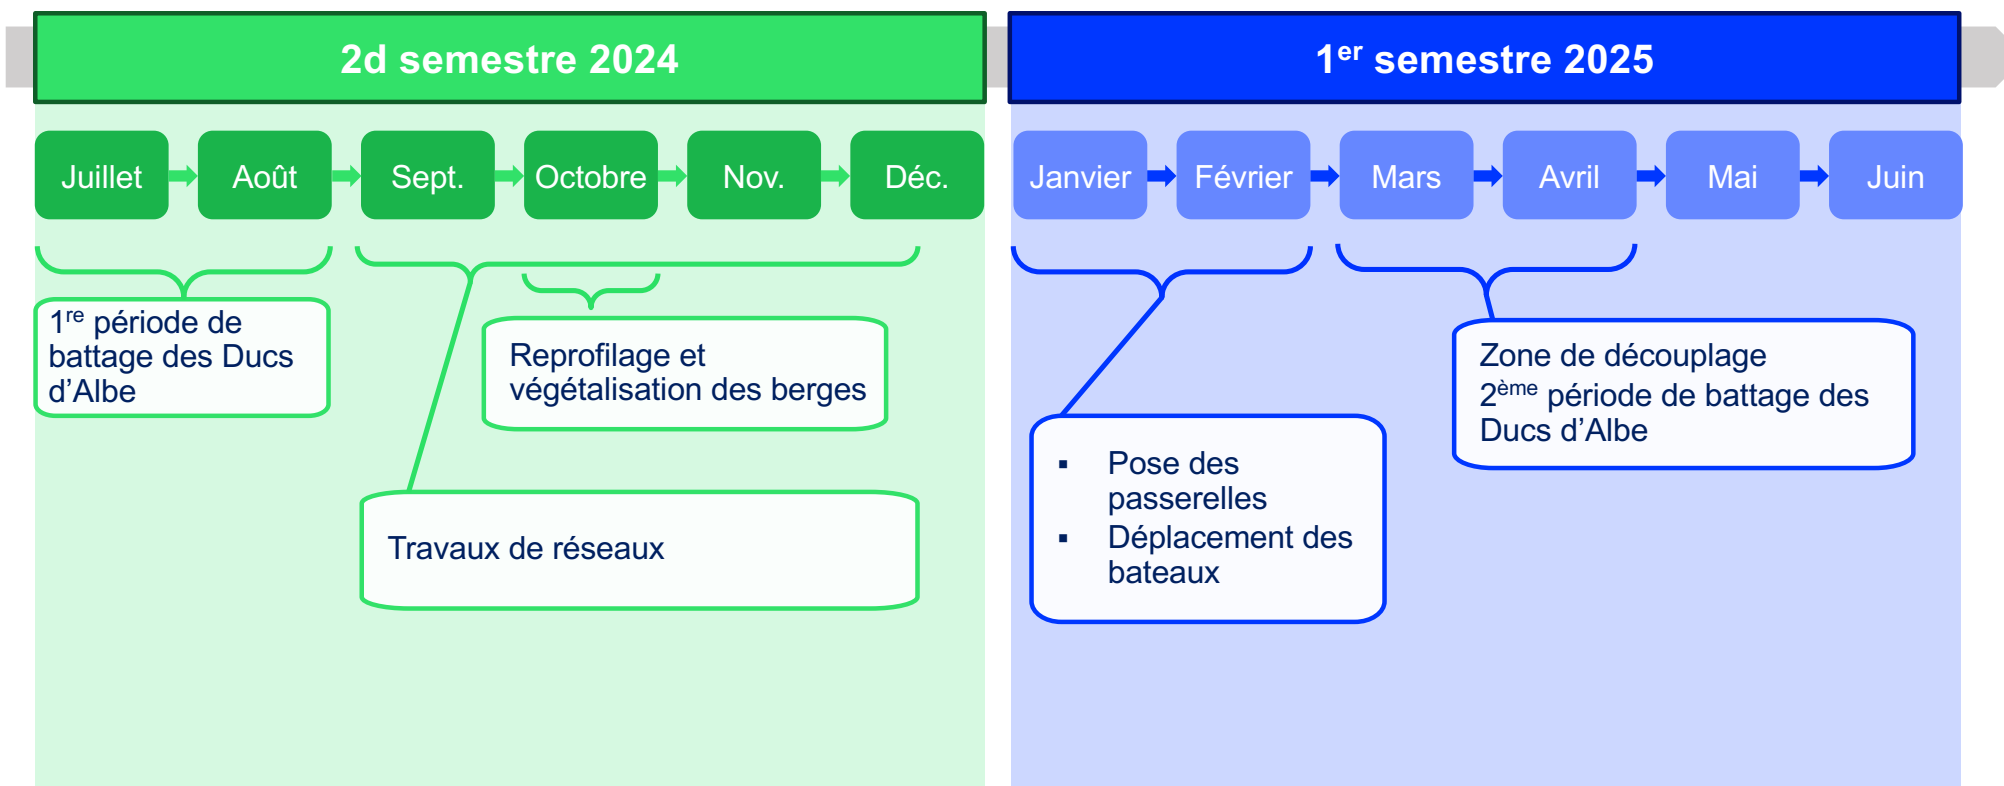 2d semestre 2024
1er semestre 2025
Juillet
Août
Sept.
Octobre
Nov.
Déc.
Janvier
Février
Mars
Avril
Mai
Juin
1re période de
battage des Ducs
d’Albe
Reprofilage et
végétalisation des berges
Travaux de réseaux
▪ Pose des
passerelles
▪ Déplacement des
bateaux
Zone de découplage
2ème période de battage des
Ducs d’Albe